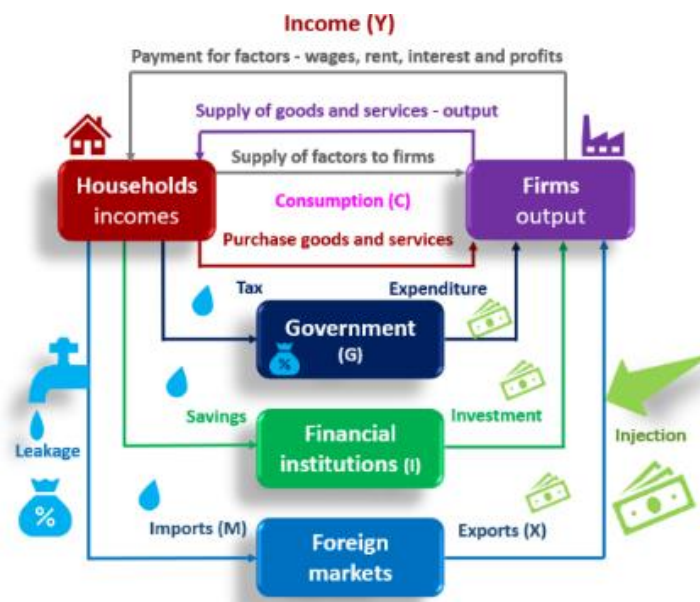 Income (Y)
Payment for factors - wages, rent, interest and profits
Supply of goods and services - output
Supply of factors to firms
Households
incomes
Firms
output
Consumption (C)
Purchase goods and services
Tax
Expenditure
Government
(G)
%
Savings
Investment
Financial
institutions (I)
Leakage
%
Injection
Imports (M)
Exports (X)
Foreign
markets